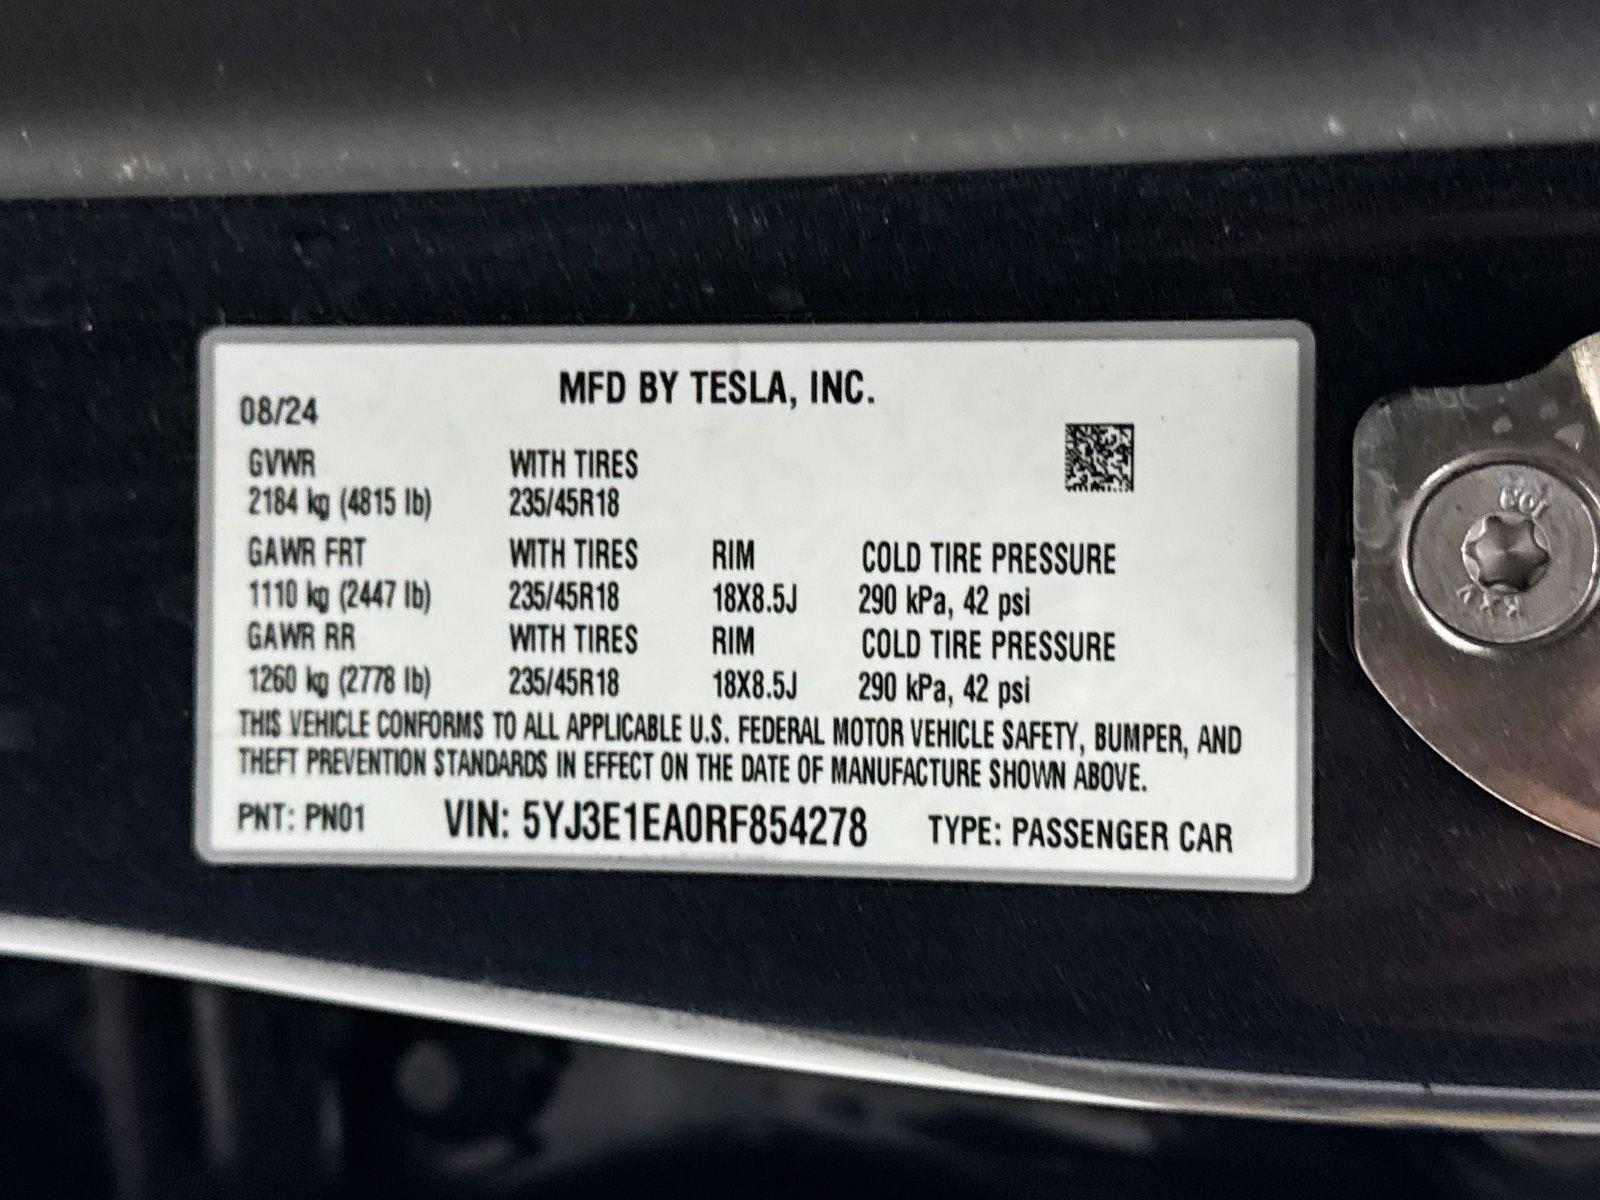 MFD BY TESLA, INC.
08/24
GVWR WITH TIRES
2184 kg (4815 lb) 235/45R18
GAWR FRT WITH TIRES RIM COLD TIRE PRESSURE
1110 kg (2447 lb) 235/45R18 18X8.5J 290 kPa, 42 psi
GAWR RR WITH TIRES RIM COLD TIRE PRESSURE
1260 kg (2778 lb) 235/45R18 18X8.5J 290 kPa, 42 psi
THIS VEHICLE CONFORMS TO ALL APPLICABLE U.S. FEDERAL MOTOR VEHICLE SAFETY, BUMPER, AND
THEFT PREVENTION STANDARDS IN EFFECT ON THE DATE OF MANUFACTURE SHOWN ABOVE.
PNT: PN01 VIN: 5YJ3E1EA0RF854278 TYPE: PASSENGER CAR